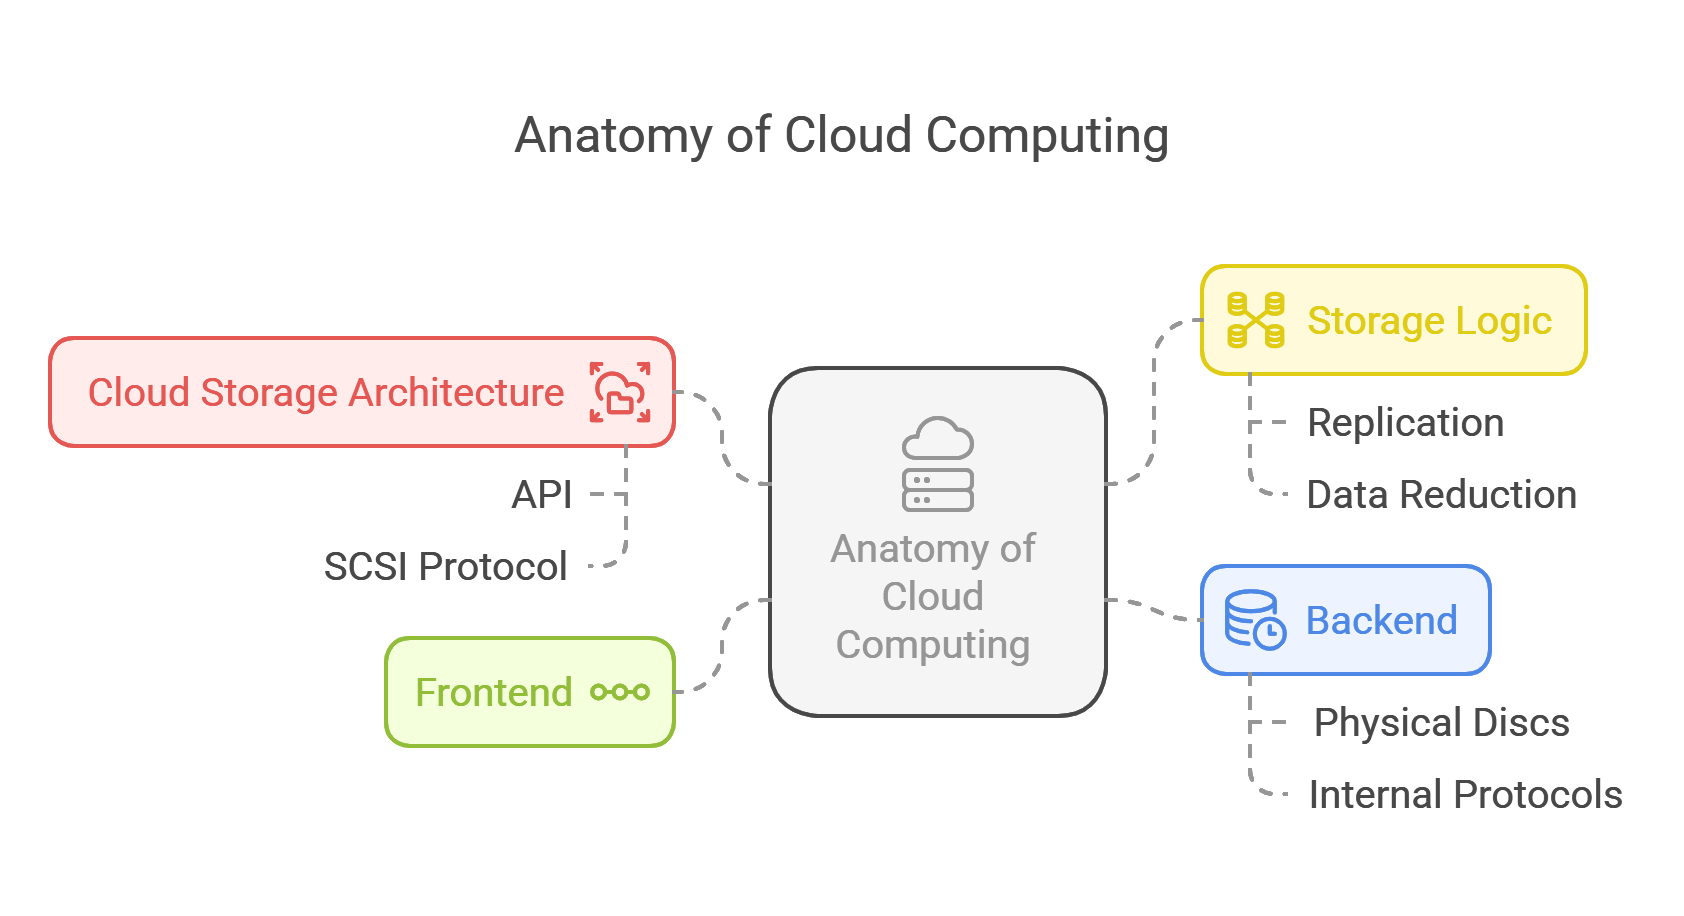 Anatomy of Cloud Computing
Cloud Storage Architecture
API
SCSI Protocol
Frontend
Anatomy of
Cloud
Computing
Storage Logic
Replication
Data Reduction
Backend
Physical Discs
Internal Protocols